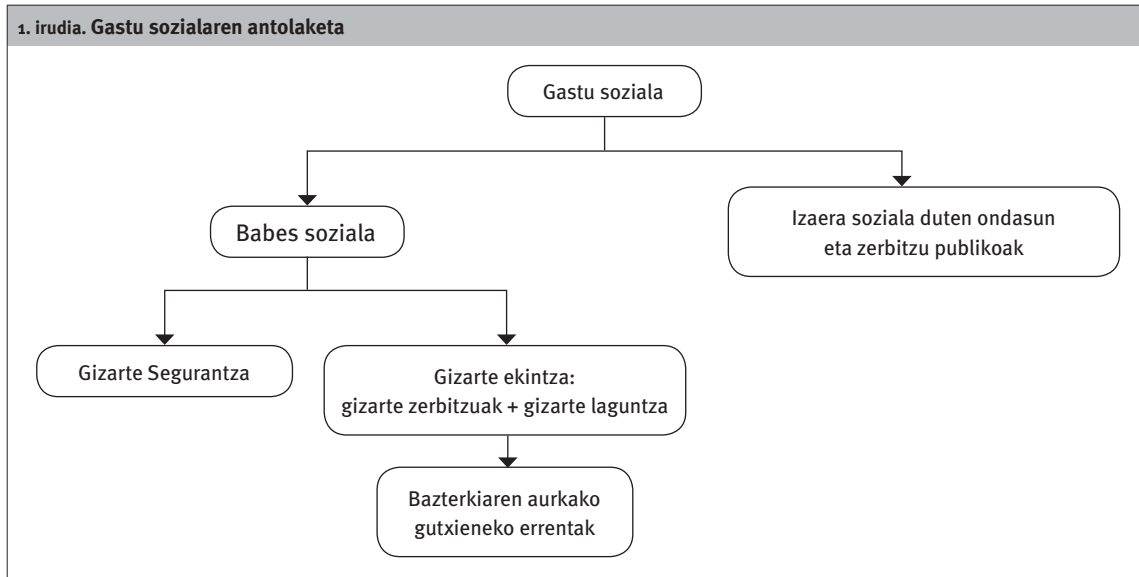 1. irudia. Gastu sozialaren antolaketa
Gastu soziala
Babes soziala
Izaera soziala duten ondasun
eta zerbitzu publikoak
Gizarte Segurantza
Gizarte ekintza:
gizarte zerbitzuak + gizarte laguntza
Bazterkiaren aurkako
gutxieneko errentak